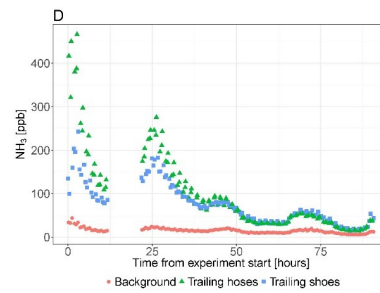 D
NH₃ [ppb]
400
300
200
100
0
0 25 50 75
Time from experiment start [hours]
Background Trailing hoses Trailing shoes